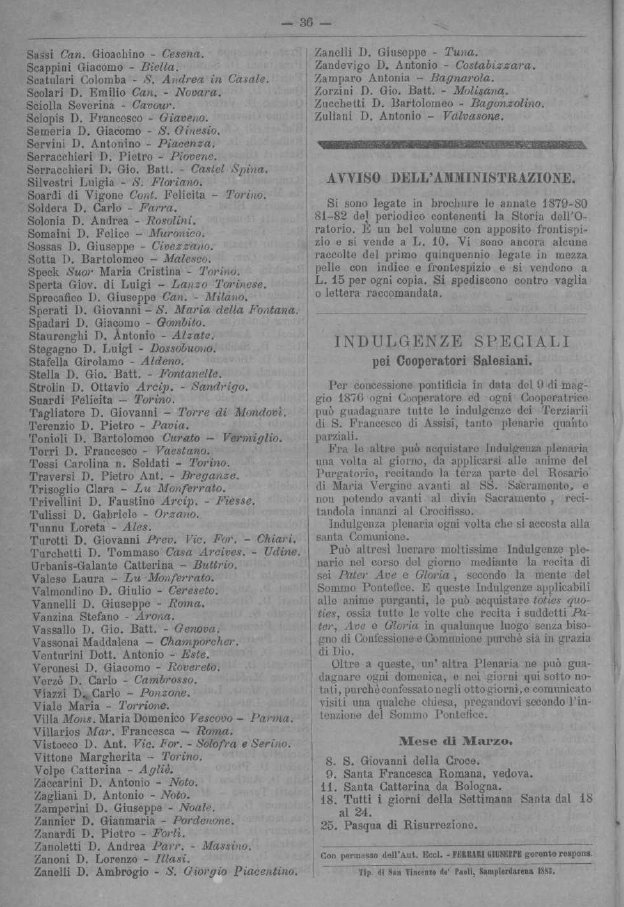 — 36 —
Sassi Can. Gioachino - Cesena.
Scappini Giacomo - Biella.
Scatulari Colomba - S. Andrea in Casale.
Scolari D. Emilio Can. - Novara.
Sciolla Severina - Cavour.
Sciopis D. Francesco - Giaveno.
Semeria D. Giacomo - S. Ginesio.
Servini D. Antonino - Piacenza.
Serracchieri D. Pietro - Piovene.
Serracchieri D. Gio. Batt. - Castel Spina.
Silvestri Luigia - S. Floriano.
Soardi di Vigone Cont. Felicita - Torino.
Soldera D. Carlo - Farra.
Solonia D. Andrea - Rosolini.
Somaini D. Felice - Muronico.
Sossas D. Giuseppe - Civezzano.
Sotta D. Bartolomeo - Malesco.
Speck Suor Maria Cristina - Torino.
Sperta Giov. di Luigi - Lanzo Torinese.
Sprecafico D. Giuseppe Can. - Milano.
Sperati D. Giovanni - S. Maria della Fontana.
Spadari D. Giacomo - Gombito.
Staurenghi D. Antonio - Alzate.
Stegagno D. Luigi - Dossobuono.
Stafella Girolamo - Aldeno.
Stella D. Gio. Batt. - Fontanelle.
Strolin D. Ottavio Arcip. - Sandrigo.
Suardi Felicita - Torino.
Tagliatore D. Giovanni - Torre di Mondovì.
Terenzio D. Pietro - Pavia.
Tonioli D. Bartolomeo Curato - Vermiglio.
Torri D. Francesco - Vaestano.
Tossi Carolina n. Soldati - Torino.
Traversi D. Pietro Ant. - Breganze.
Trisoglio Clara - Lu Monferrato.
Trivellini D. Faustino Arcip. - Fiesse.
Tulissi D. Gabriele - Orzano.
Tunnu Loreta - Ales.
Turotti D. Giovanni Prev. Vic. For. - Chiari.
Turchetti D. Tommaso Casa Arcives. - Udine.
Urbanis-Galante Catterina - Buttrio.
Valese Laura - Lu Monferrato.
Valmondino D. Giulio - Cereseto.
Vannelli D. Giuseppe - Roma.
Vanzina Stefano - Arona.
Vassallo D. Gio. Batt. - Genova.
Vassonai Maddalena - Champorcher.
Venturini Dott. Antonio - Este.
Veronesi D. Giacomo - Rovereto.
Verzè D. Carlo - Cambrosso.
Viazzi D. Carlo - Ponzone.
Viale Maria - Torrione.
Villa Mons. Maria Domenico Vescovo - Parma.
Villarios Mar. Francesca - Roma.
Vistocco D. Ant. Vic. For. - Solofra e Serino.
Vittone Margherita - Torino.
Volpe Catterina - Agliè.
Zaccarini D. Antonio - Noto.
Zagliani D. Antonio - Noto.
Zamperini D. Giuseppe - Noale.
Zannier D. Gianmaria - Pordenone.
Zanardi D. Pietro - Forlì.
Zanoletti D. Andrea Parr. - Massino.
Zanoni D. Lorenzo - Illasi.
Zanelli D. Ambrogio - S. Giorgio Piacentino.
Zanelli D. Giuseppe - Tuna.
Zandevigo D. Antonio - Costabizzara.
Zamparo Antonia - Bagnarola.
Zorzini D. Gio. Batt. - Molisana.
Zucchetti D. Bartolomeo - Bagonzolino.
Zuliani D. Antonio - Valvasone.
AVVISO DELL'AMMINISTRAZIONE.
Si sono legate in brochure le annate 1879-80
81-82 del periodico contenenti la Storia dell'O-
ratorio. È un bel volume con apposito frontispi-
zio e si vende a L. 10. Vi sono ancora alcune
raccolte del primo quinquennio legate in mezza
pelle con indice e frontespizio e si vendono a
L. 15 per ogni copia. Si spediscono contro vaglia
o lettera raccomandata.
INDULGENZE SPECIALI
pei Cooperatori Salesiani.
Per concessione pontificia in data del 9 di mag-
gio 1876 ogni Cooperatore ed ogni Cooperatrice
può guadagnare tutte le indulgenze dei Terziarii
di S. Francesco di Assisi, tanto plenarie quanto
parziali.
Fra le altre può acquistare Indulgenza plenaria
una volta al giorno, da applicarsi alle anime del
Purgatorio, recitando la terza parte del Rosario
di Maria Vergine avanti al SS. Sacramento, e
non potendo avanti al divin Sacramento, reci-
tandola innanzi al Crocifisso.
Indulgenza plenaria ogni volta che si accosta alla
santa Comunione.
Può altresì lucrare moltissime Indulgenze ple-
narie nel corso del giorno mediante la recita di
sei Pater Ave e Gloria, secondo la mente del
Sommo Pontefice. E queste Indulgenze applicabili
alle anime purganti, le può acquistare toties quo-
ties, ossia tutte le volte che recita i suddetti Pa-
ter, Ave e Gloria in qualunque luogo senza biso-
gno di Confessione e Comunione purchè sia in grazia
di Dio.
Oltre a queste, un' altra Plenaria ne può gua-
dagnare ogni domenica, e nei giorni qui sotto no-
tati, purchè confessato negli otto giorni, e comunicato
visiti una qualche chiesa, pregandovi secondo l'in-
tenzione del Sommo Pontefice.
Mese di Marzo.
8. S. Giovanni della Croce.
9. Santa Francesca Romana, vedova.
11. Santa Catterina da Bologna.
18. Tutti i giorni della Settimana Santa dal 18
al 24.
25. Pasqua di Risurrezione.
Con permesso dell'Aut. Eccl. - FERRARI GIUSEPPE gerente respons.
Tip. di San Vincenzo de' Paoli, Sampierdarena 1883.